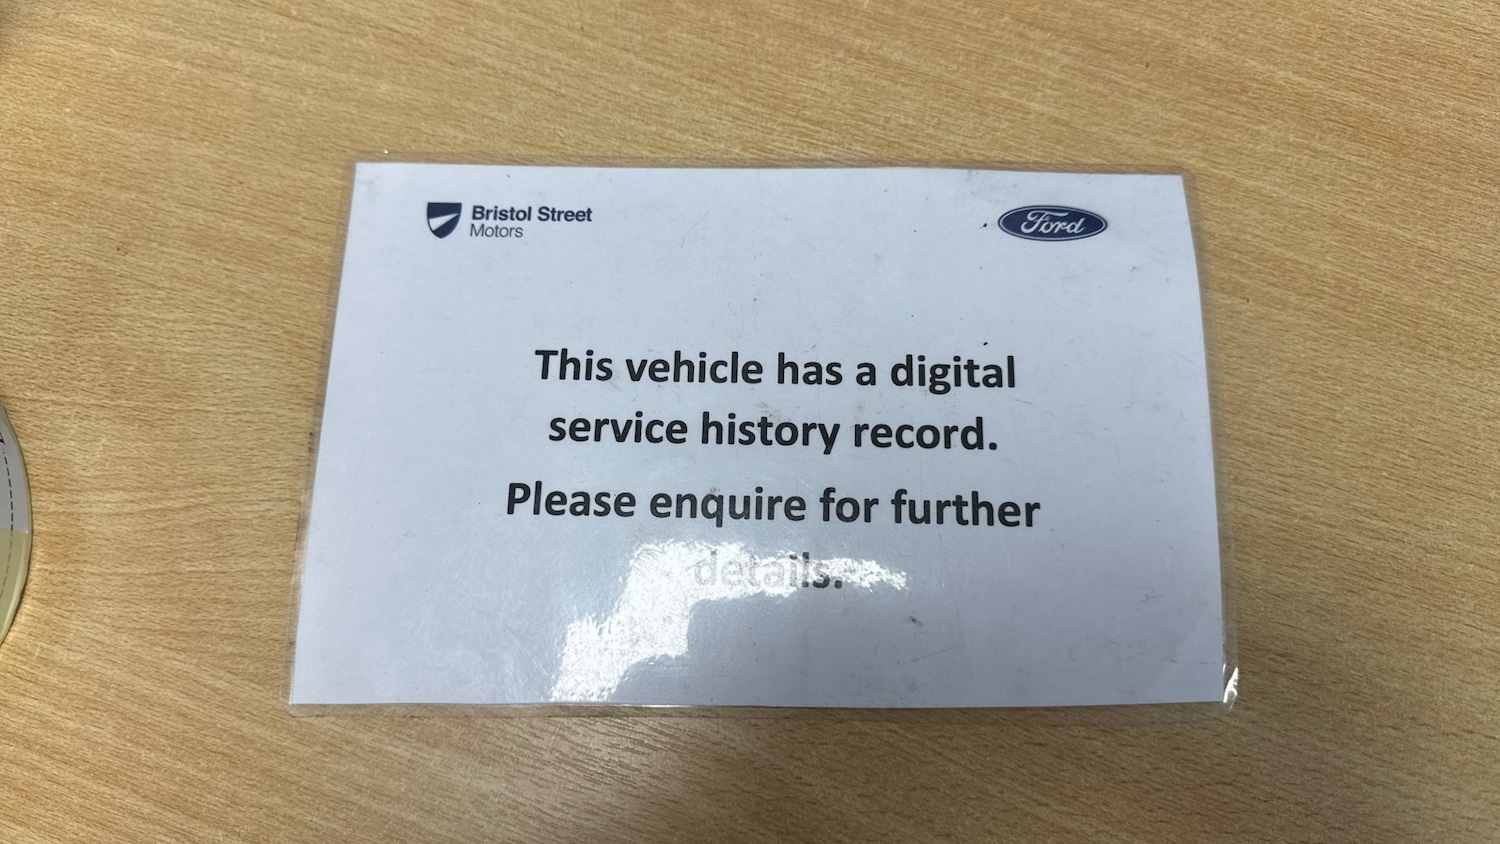 Bristol Street
Motors
Ford
This vehicle has a digital
service history record.
Please enquire for further
details.